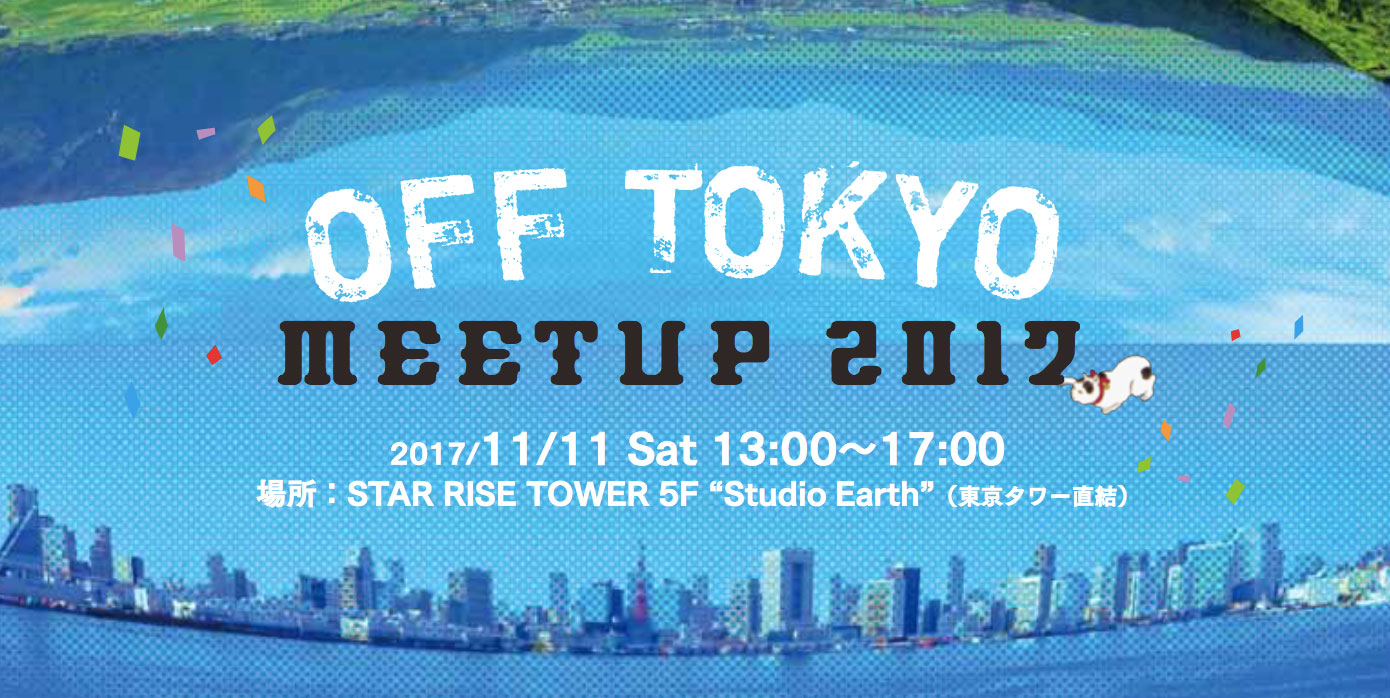 OFF TOKYO
MEETUP 2017
2017/11/11 Sat 13:00〜17:00
場所：STAR RISE TOWER 5F “Studio Earth”（東京タワー直結）